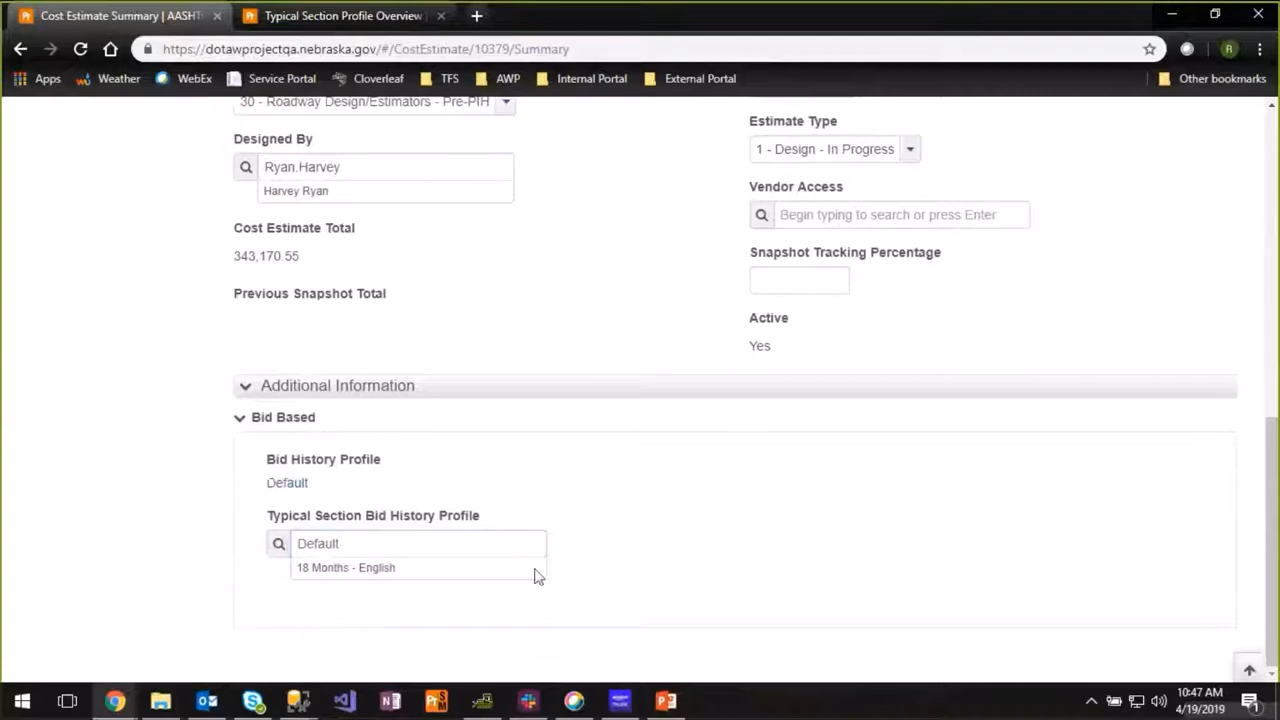 Cost Estimate Summary | AASHT
Typical Section Profile Overview
https://dotawprojectqa.nebraska.gov/#/CostEstimate/10379/Summary
R
Apps
Weather
WebEx
Service Portal
Cloverleaf
TFS
AWP
Internal Portal
External Portal
Other bookmarks
30 - Roadway Design/Estimators - Pre-PIH
Designed By
Ryan.Harvey
Harvey Ryan
Cost Estimate Total
343,170.55
Previous Snapshot Total
Estimate Type
1 - Design - In Progress
Vendor Access
Begin typing to search or press Enter
Snapshot Tracking Percentage
Active
Yes
Additional Information
Bid Based
Bid History Profile
Default
Typical Section Bid History Profile
Default
18 Months - English
10:47 AM
4/19/2019